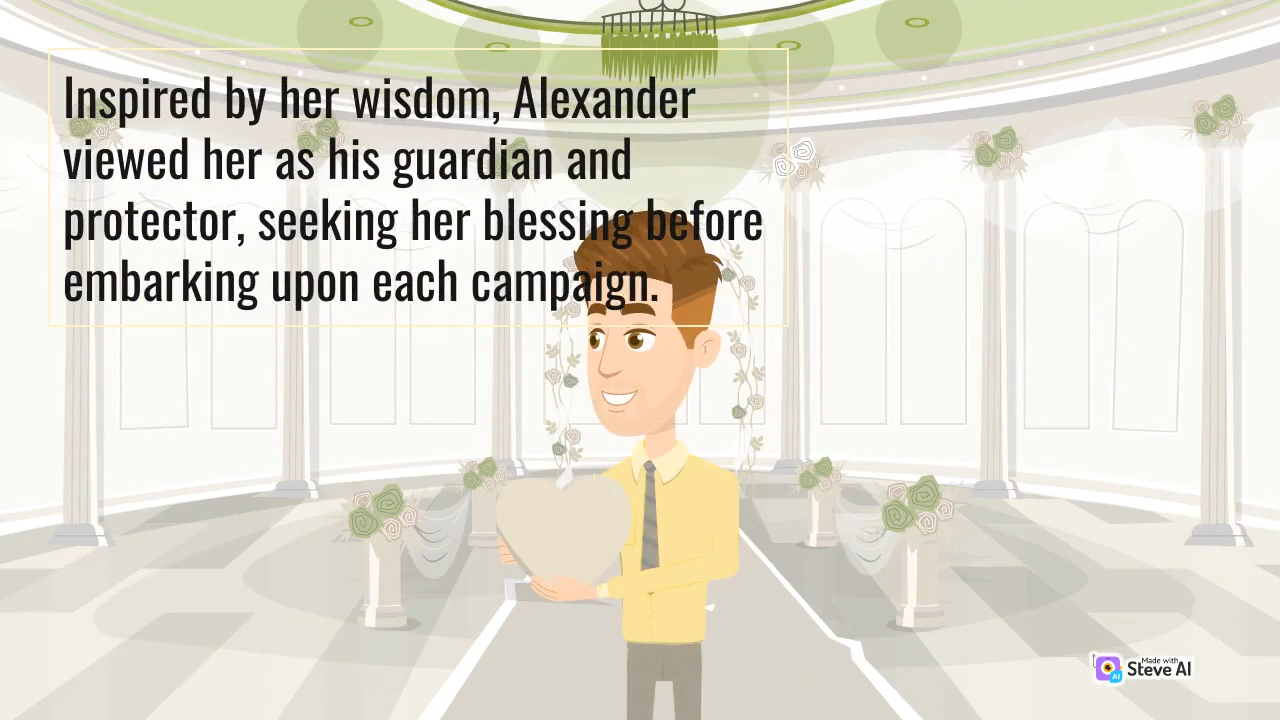 Inspired by her wisdom, Alexander
viewed her as his guardian and
protector, seeking her blessing before
embarking upon each campaign.
Made with
Steve AI
AI